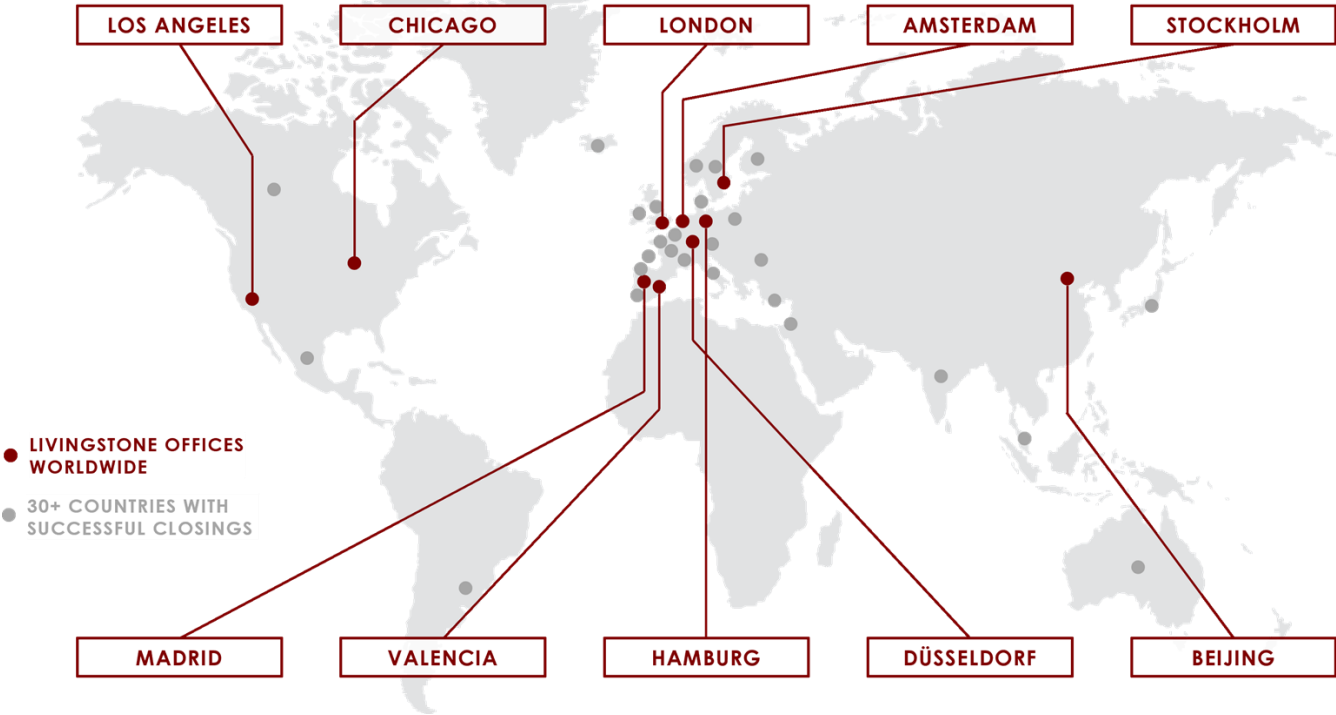 LOS ANGELES
CHICAGO
LONDON
AMSTERDAM
STOCKHOLM
LIVINGSTONE OFFICES
WORLDWIDE
30+ COUNTRIES WITH
SUCCESSFUL CLOSINGS
MADRID
VALENCIA
HAMBURG
DÜSSELDORF
BEIJING